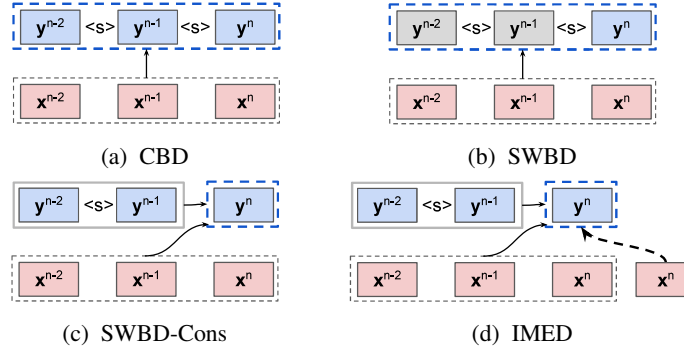 y^n-2 <s> y^n-1 <s> y^n
x^n-2 x^n-1 x^n
(a) CBD
y^n-2 <s> y^n-1 <s> y^n
x^n-2 x^n-1 x^n
(b) SWBD
y^n-2 <s> y^n-1 y^n
x^n-2 x^n-1 x^n
(c) SWBD-Cons
y^n-2 <s> y^n-1 y^n
x^n-2 x^n-1 x^n x^n
(d) IMED